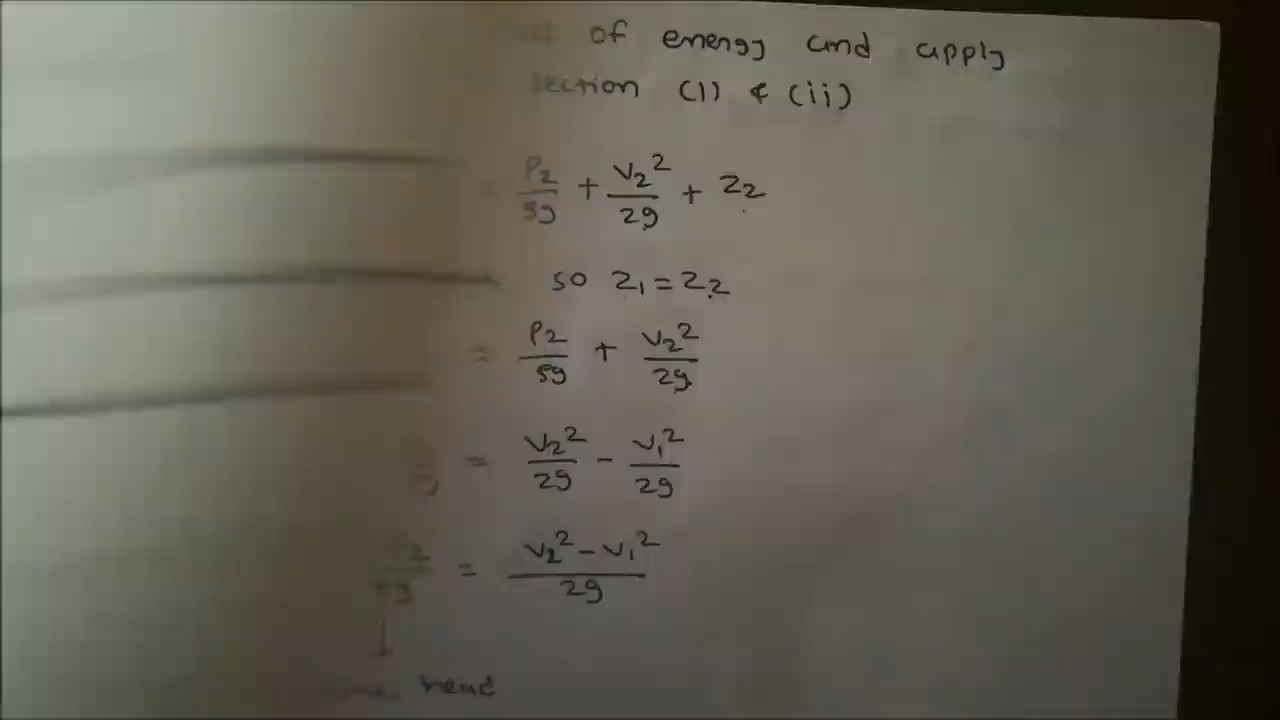 of energy and apply
section (1) & (ii)
= P₂/ρg + V₂²/2g + Z₂
so Z₁ = Z₂
= P₂/ρg + V₂²/2g
= V₂²/2g - V₁²/2g
= V₂² - V₁²/2g
head